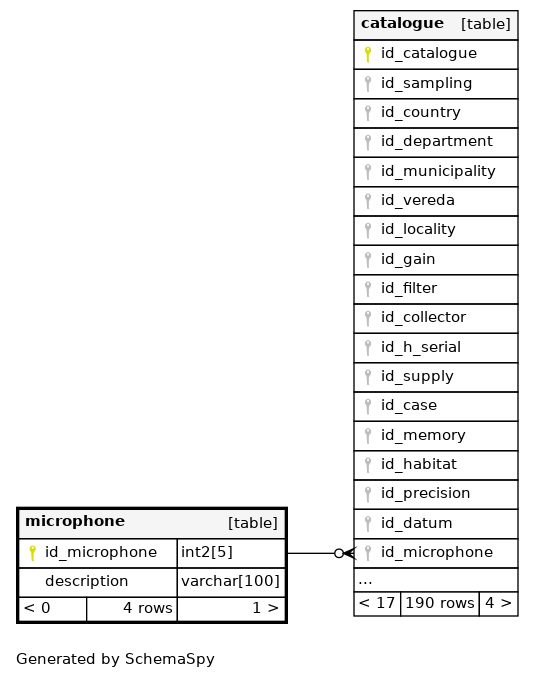 catalogue [table]
id_catalogue
id_sampling
id_country
id_department
id_municipality
id_vereda
id_locality
id_gain
id_filter
id_collector
id_h_serial
id_supply
id_case
id_memory
id_habitat
id_precision
id_datum
id_microphone
...
< 17 190 rows 4 >
microphone [table]
id_microphone int2[5]
description varchar[100]
< 0 4 rows 1 >
Generated by SchemaSpy